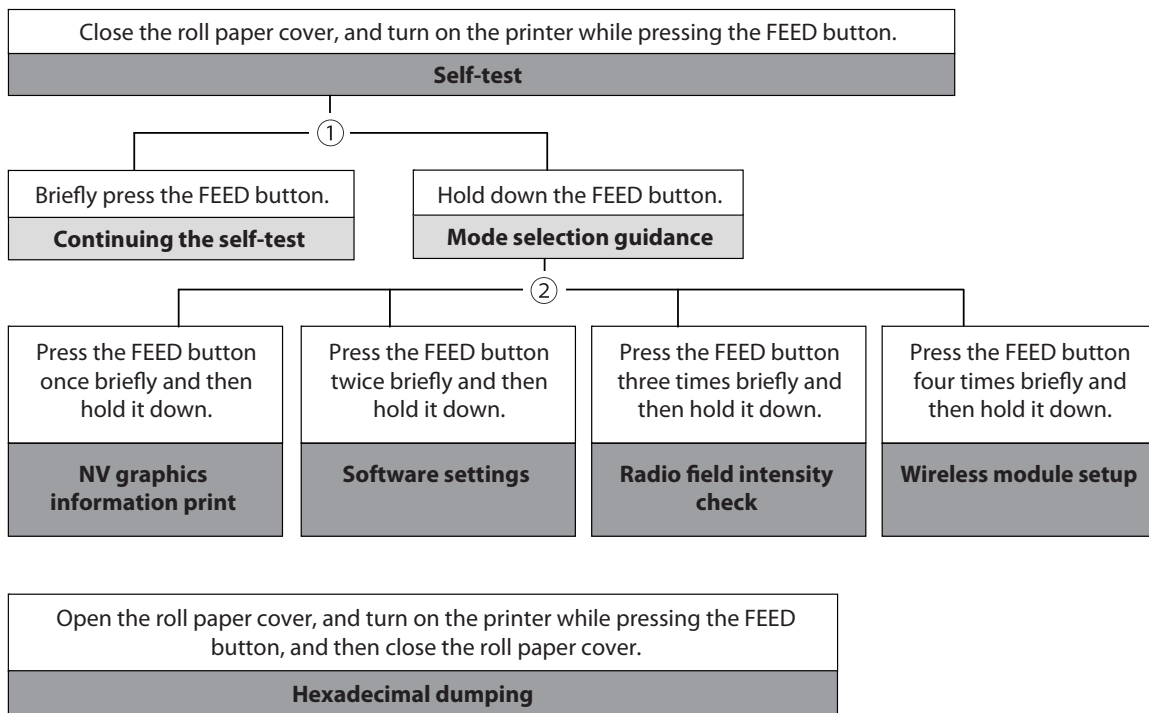 Close the roll paper cover, and turn on the printer while pressing the FEED button.
Self-test
①
Briefly press the FEED button.
Continuing the self-test
Hold down the FEED button.
Mode selection guidance
②
Press the FEED button
once briefly and then
hold it down.
NV graphics
information print
Press the FEED button
twice briefly and then
hold it down.
Software settings
Press the FEED button
three times briefly and
then hold it down.
Radio field intensity
check
Press the FEED button
four times briefly and
then hold it down.
Wireless module setup
Open the roll paper cover, and turn on the printer while pressing the FEED
button, and then close the roll paper cover.
Hexadecimal dumping